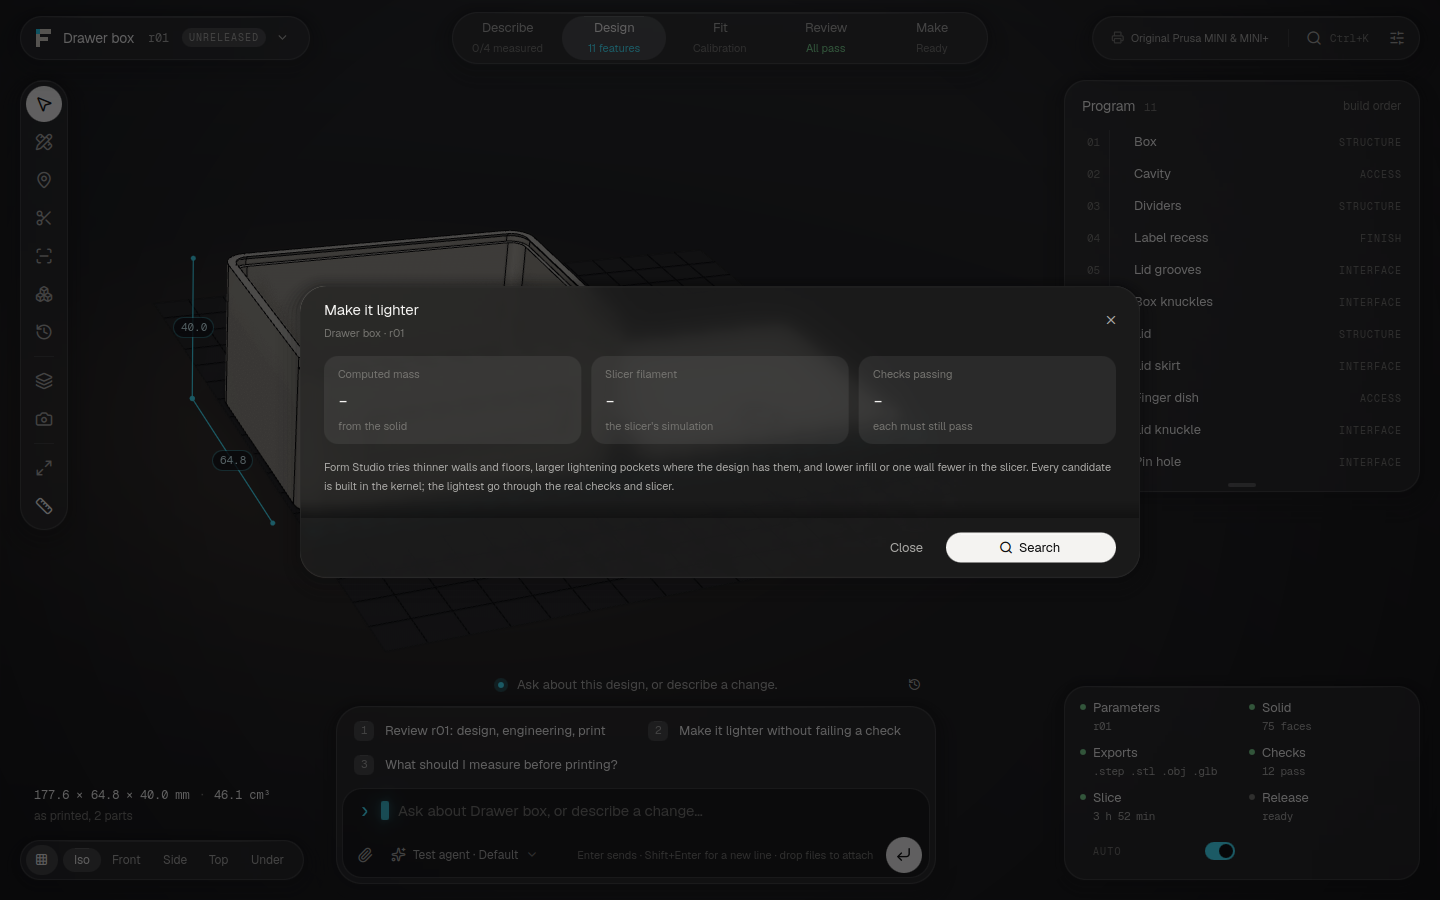 Drawer box r01 UNRELEASED
Describe
0/4 measured
Design
11 features
Fit
Calibration
Review
All pass
Make
Ready
Original Prusa MINI & MINI+
Ctrl+K
Program 11 build order
01 Box STRUCTURE
02 Cavity ACCESS
03 Dividers STRUCTURE
04 Label recess FINISH
05 Lid grooves INTERFACE
Box knuckles INTERFACE
STRUCTURE
skirt INTERFACE
dish ACCESS
knuckle INTERFACE
hole INTERFACE
40.0
64.8
Make it lighter
Drawer box · r01
Computed mass
–
from the solid
Slicer filament
–
the slicer's simulation
Checks passing
–
each must still pass
Form Studio tries thinner walls and floors, larger lightening pockets where the design has them, and lower infill or one wall fewer in the slicer. Every candidate
is built in the kernel; the lightest go through the real checks and slicer.
Close
Search
Ask about this design, or describe a change.
1 Review r01: design, engineering, print
2 Make it lighter without failing a check
3 What should I measure before printing?
Ask about Drawer box, or describe a change...
Test agent · Default
Enter sends · Shift+Enter for a new line · drop files to attach
177.6 × 64.8 × 40.0 mm · 46.1 cm³
as printed, 2 parts
Iso Front Side Top Under
Parameters
r01
Solid
75 faces
Exports
.step .stl .obj .glb
Checks
12 pass
Slice
3 h 52 min
Release
ready
AUTO